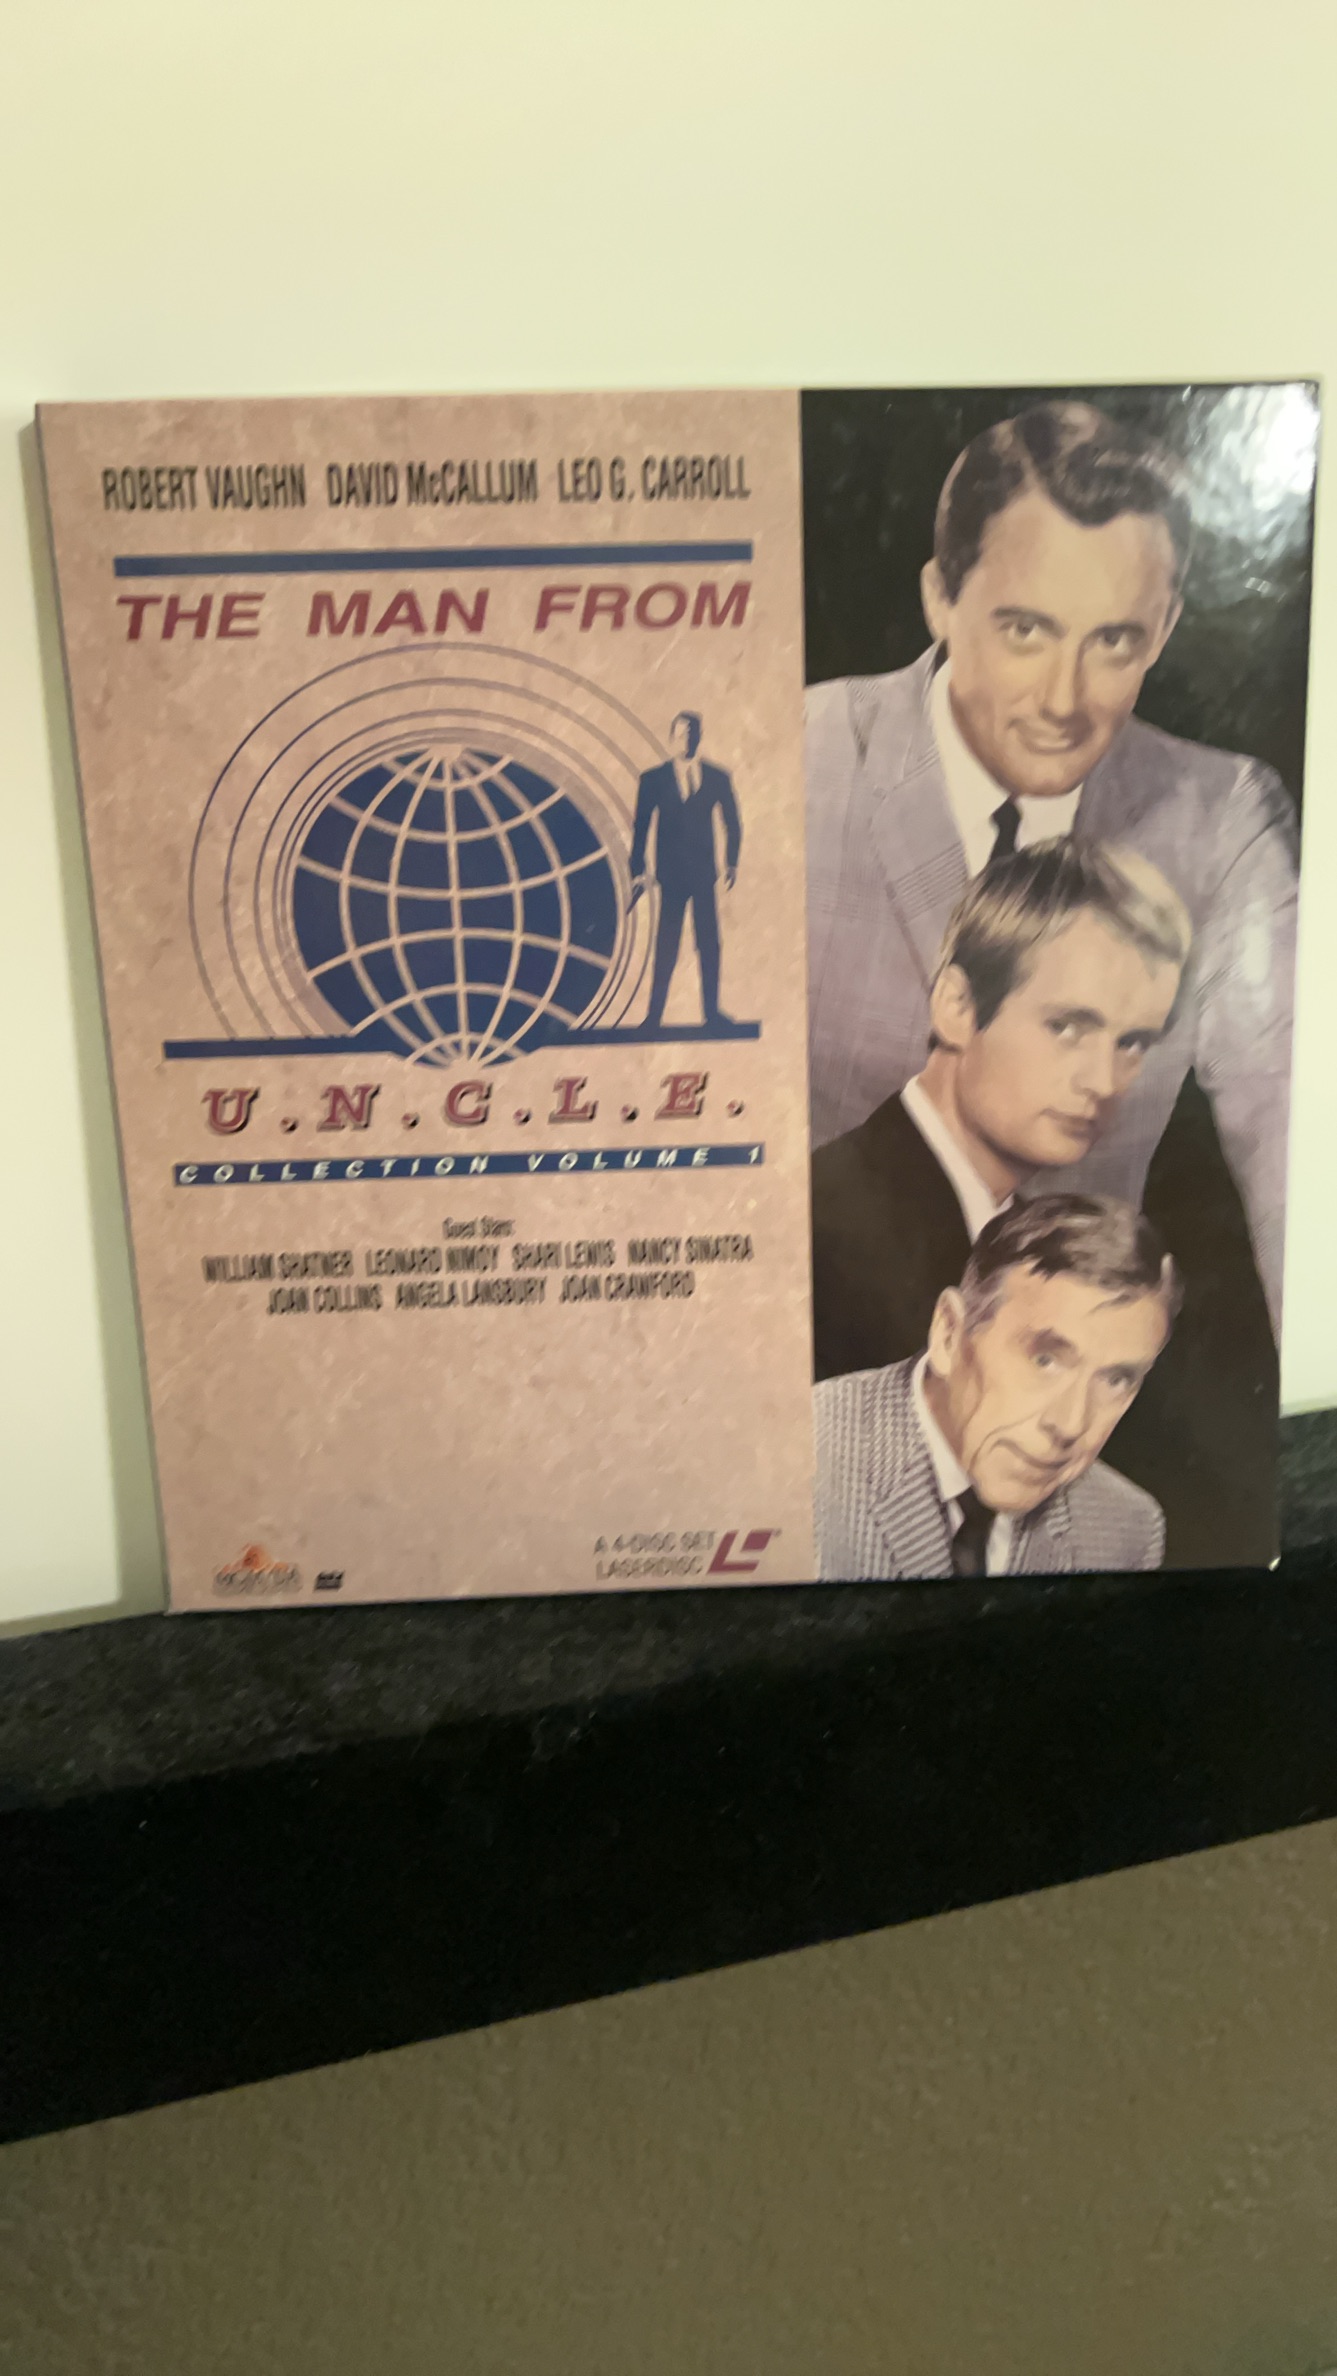 ROBERT VAUGHN DAVID McCALLUM LEO G. CARROLL
THE MAN FROM
U.N.C.L.E.
COLLECTION VOLUME 1
Guest Stars:
WILLIAM SHATNER LEONARD NIMOY SHARI LEWIS NANCY SINATRA
JOAN COLLINS ANGELA LANSBURY JOAN CRAWFORD
A 4-DISC SET
LASERDISC